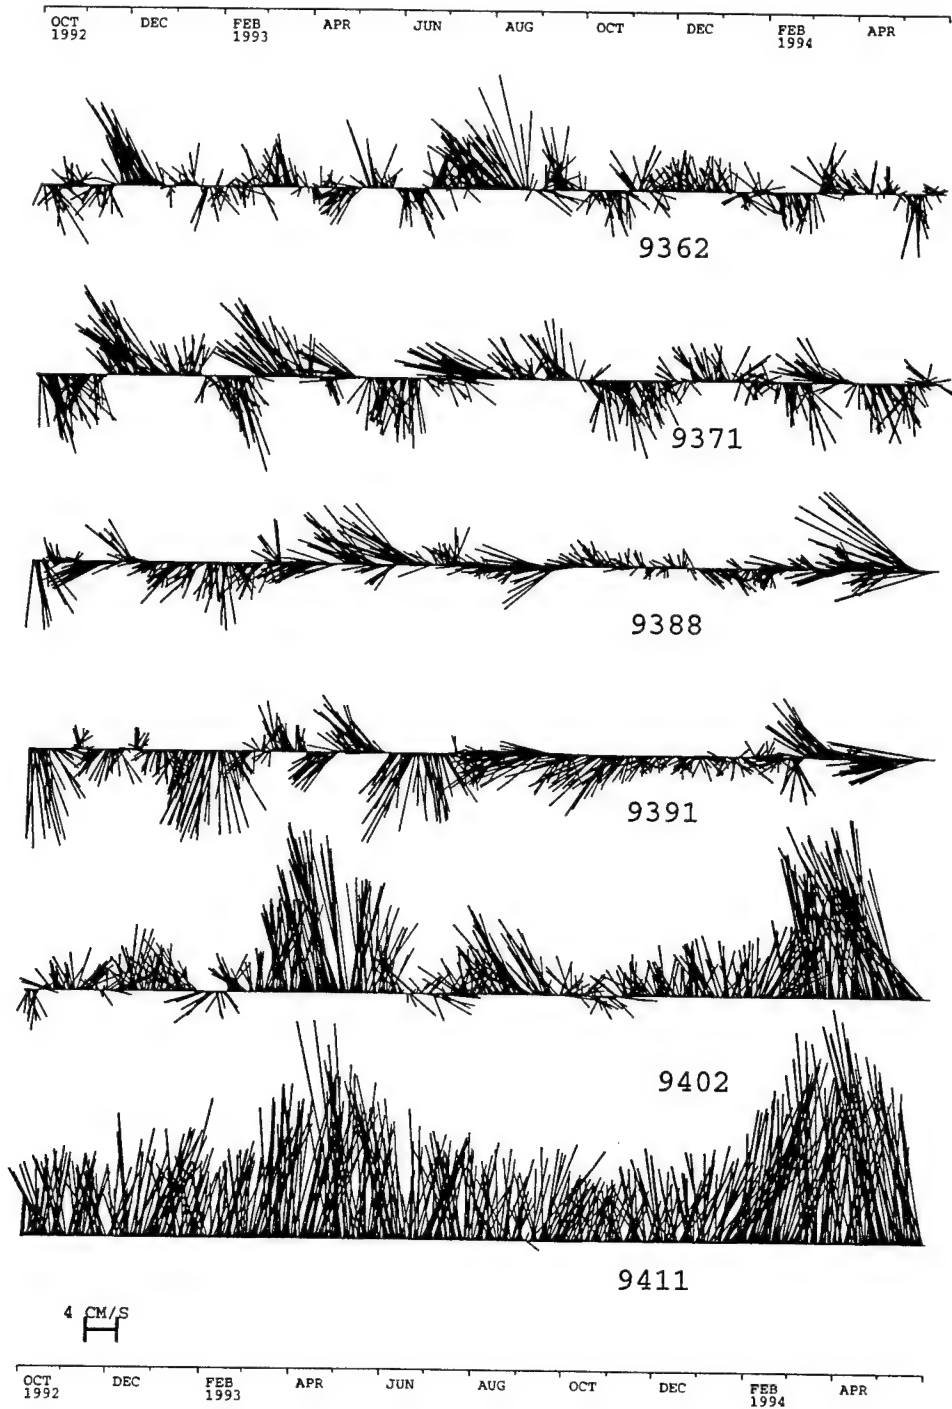 OCT DEC FEB APR JUN AUG OCT DEC FEB APR
1992 1993 1994
9362
9371
9388
9391
9402
9411
4 CM/S
OCT DEC FEB APR JUN AUG OCT DEC FEB APR
1992 1993 1994